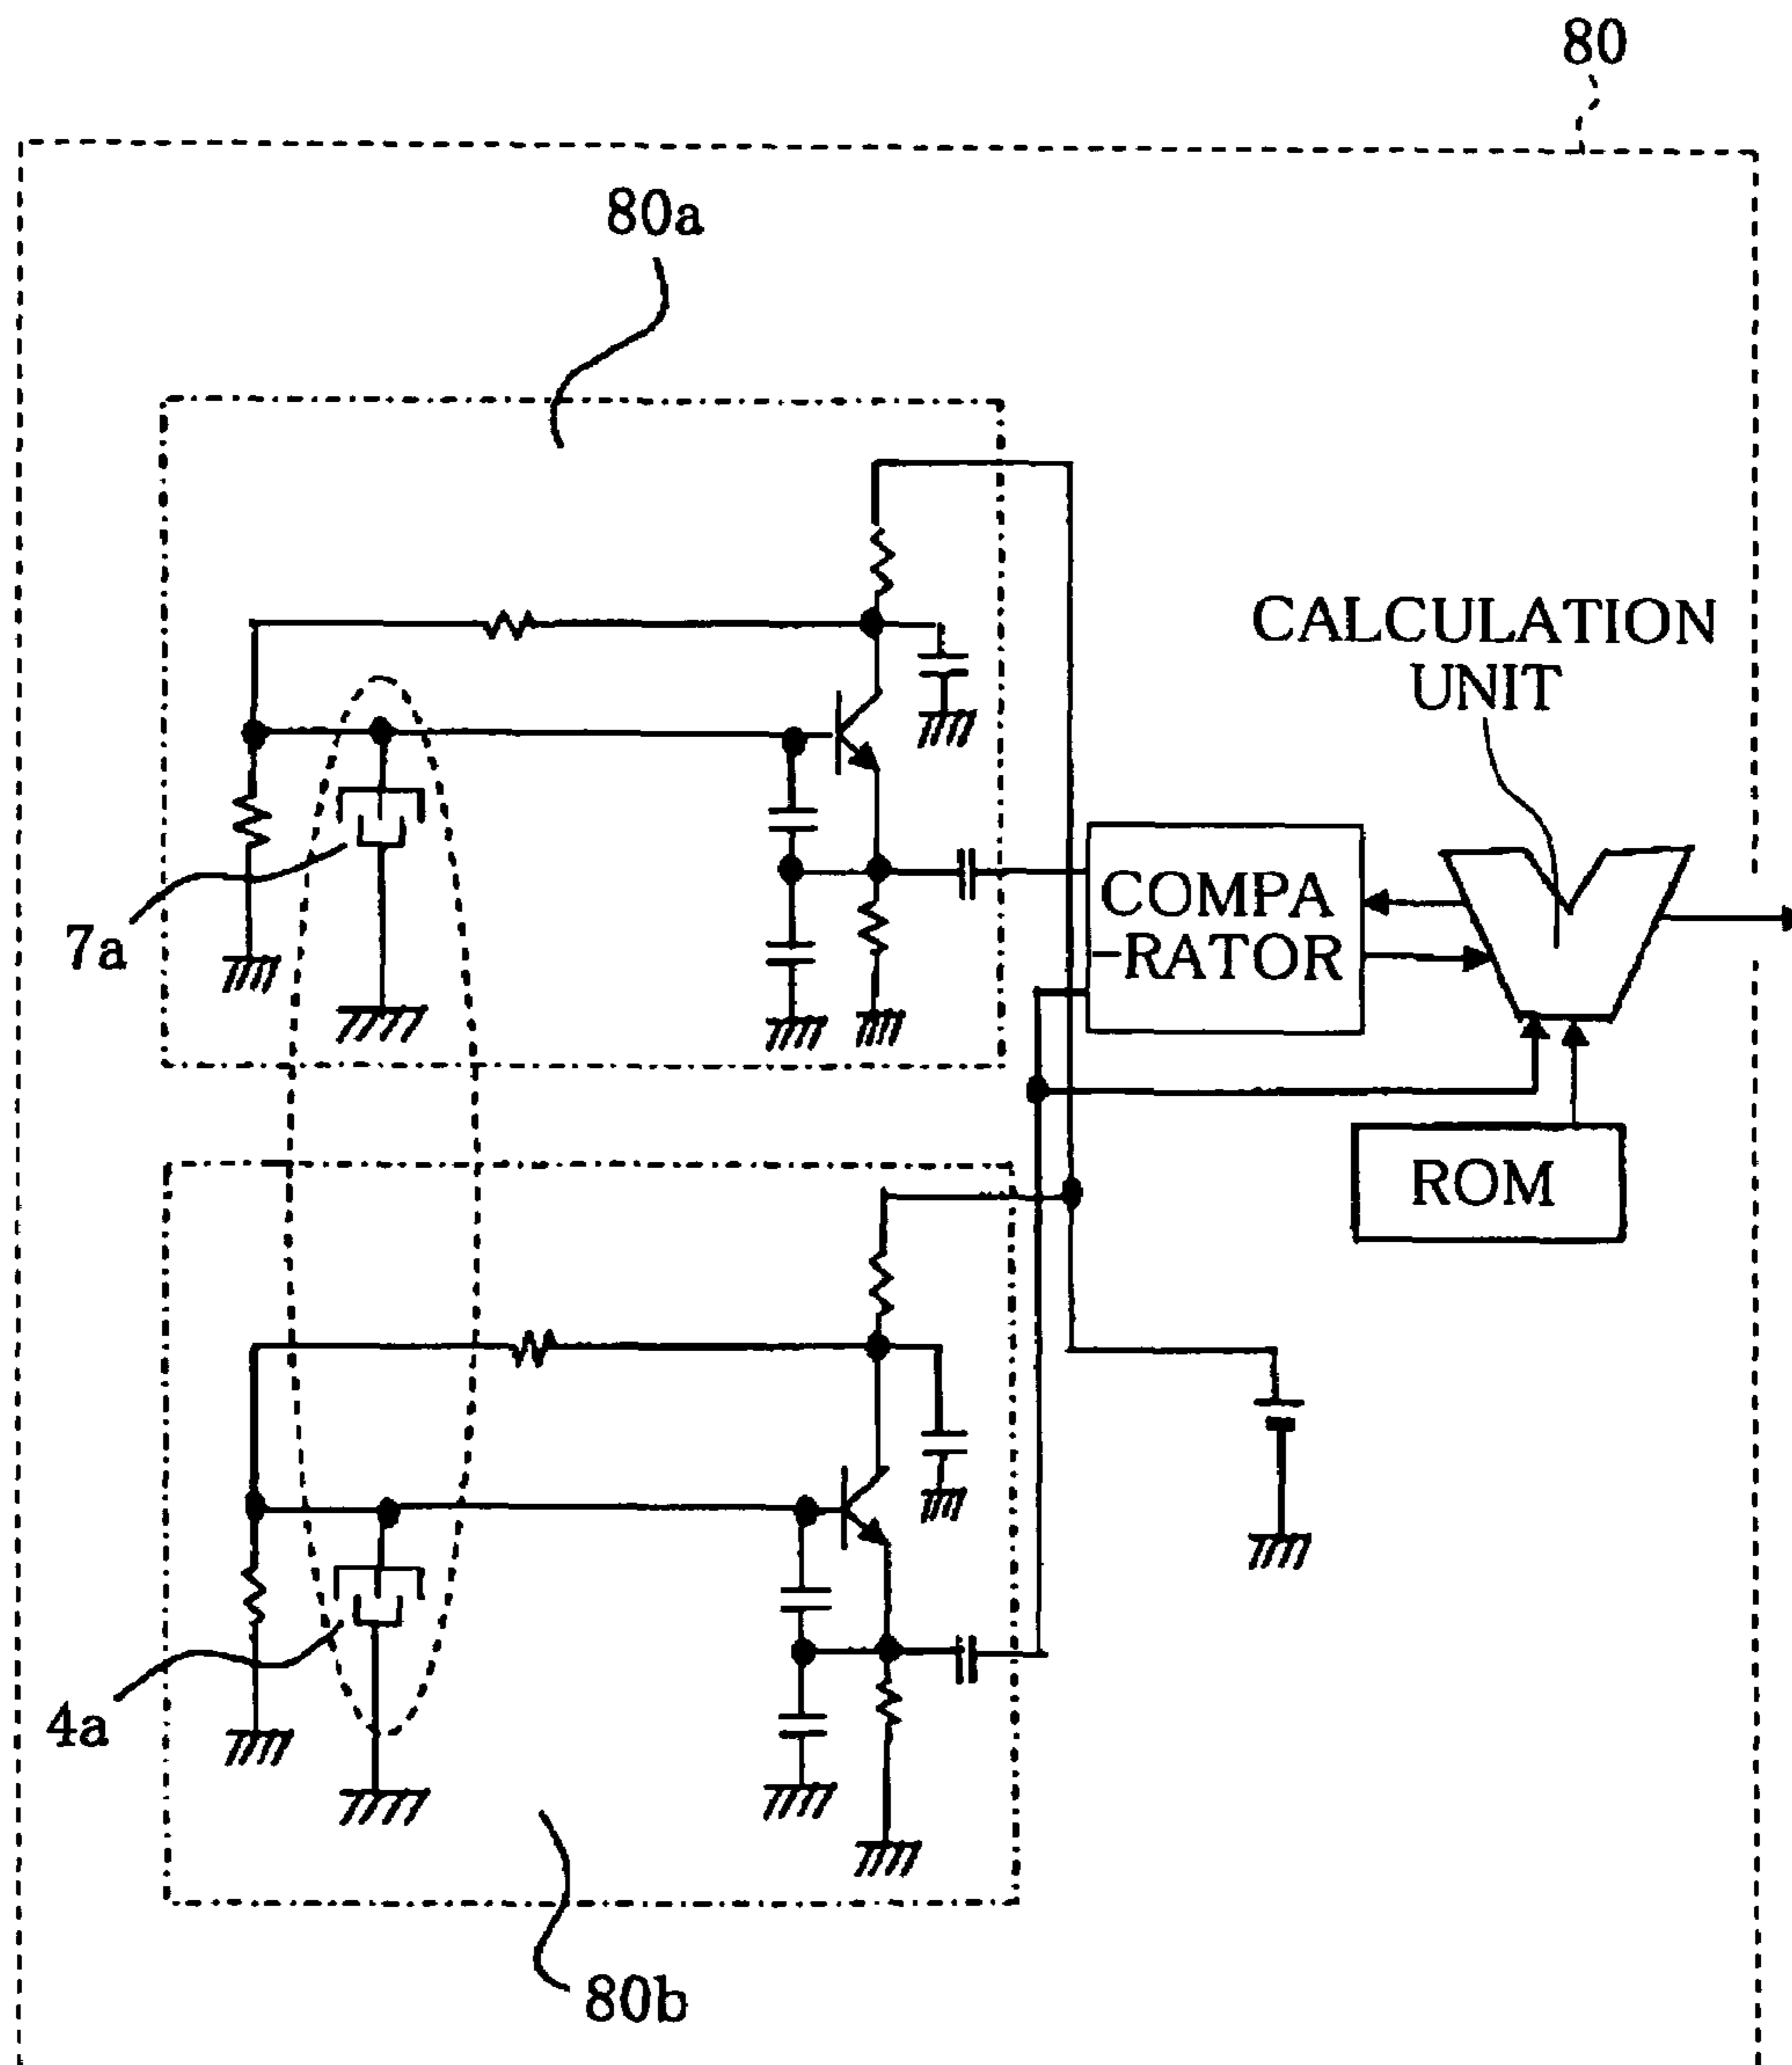 80
80a
CALCULATION
UNIT
7a
COMPA
-RATOR
ROM
4a
80b